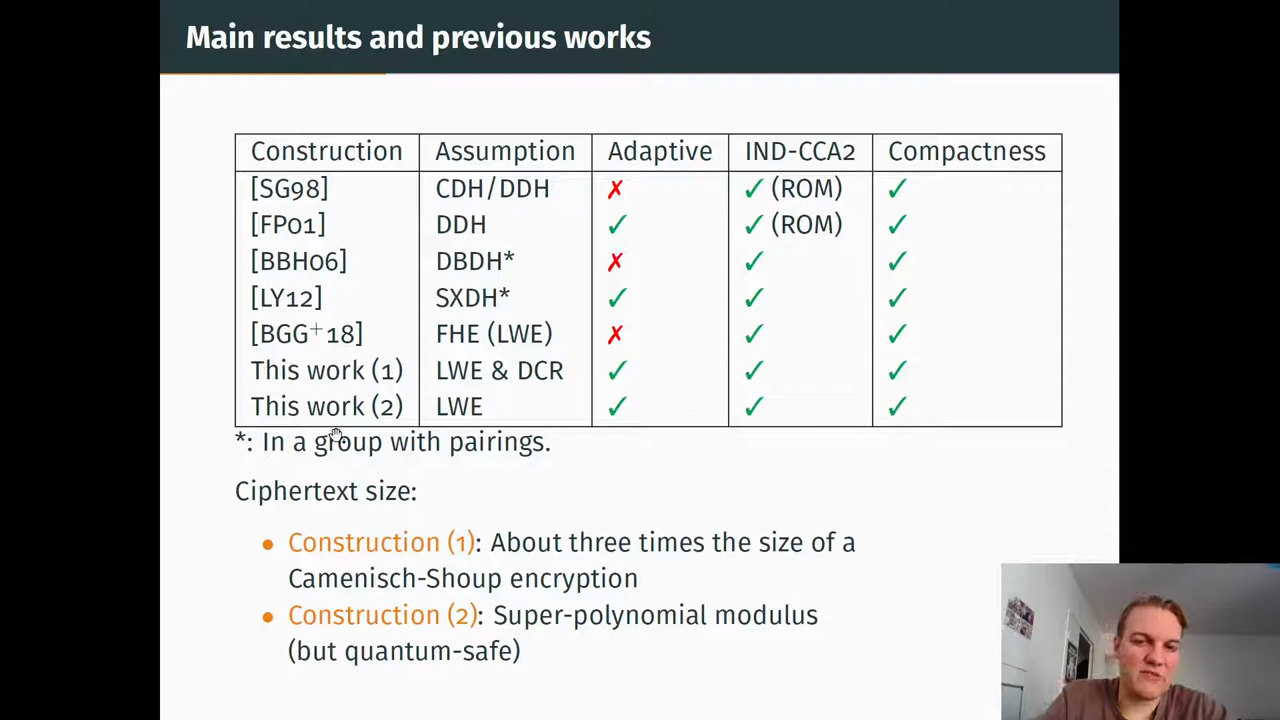 Main results and previous works
Construction Assumption Adaptive IND-CCA2 Compactness
[SG98] CDH/DDH ✗ ✓ (ROM) ✓
[FP01] DDH ✓ ✓ (ROM) ✓
[BBH06] DBDH* ✗ ✓ ✓
[LY12] SXDH* ✓ ✓ ✓
[BGG+18] FHE (LWE) ✗ ✓ ✓
This work (1) LWE & DCR ✓ ✓ ✓
This work (2) LWE ✓ ✓ ✓
*: In a group with pairings.
Ciphertext size:
• Construction (1): About three times the size of a
Camenisch-Shoup encryption
• Construction (2): Super-polynomial modulus
(but quantum-safe)